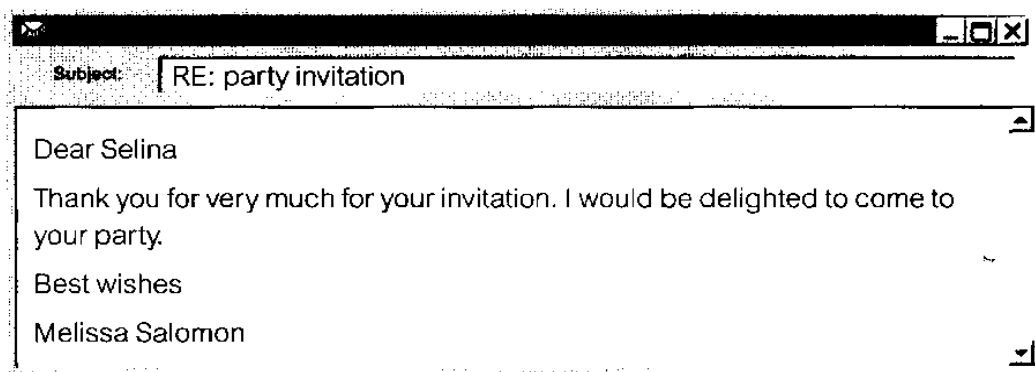 Subject: RE: party invitation
Dear Selina
Thank you for very much for your invitation. I would be delighted to come to
your party.
Best wishes
Melissa Salomon